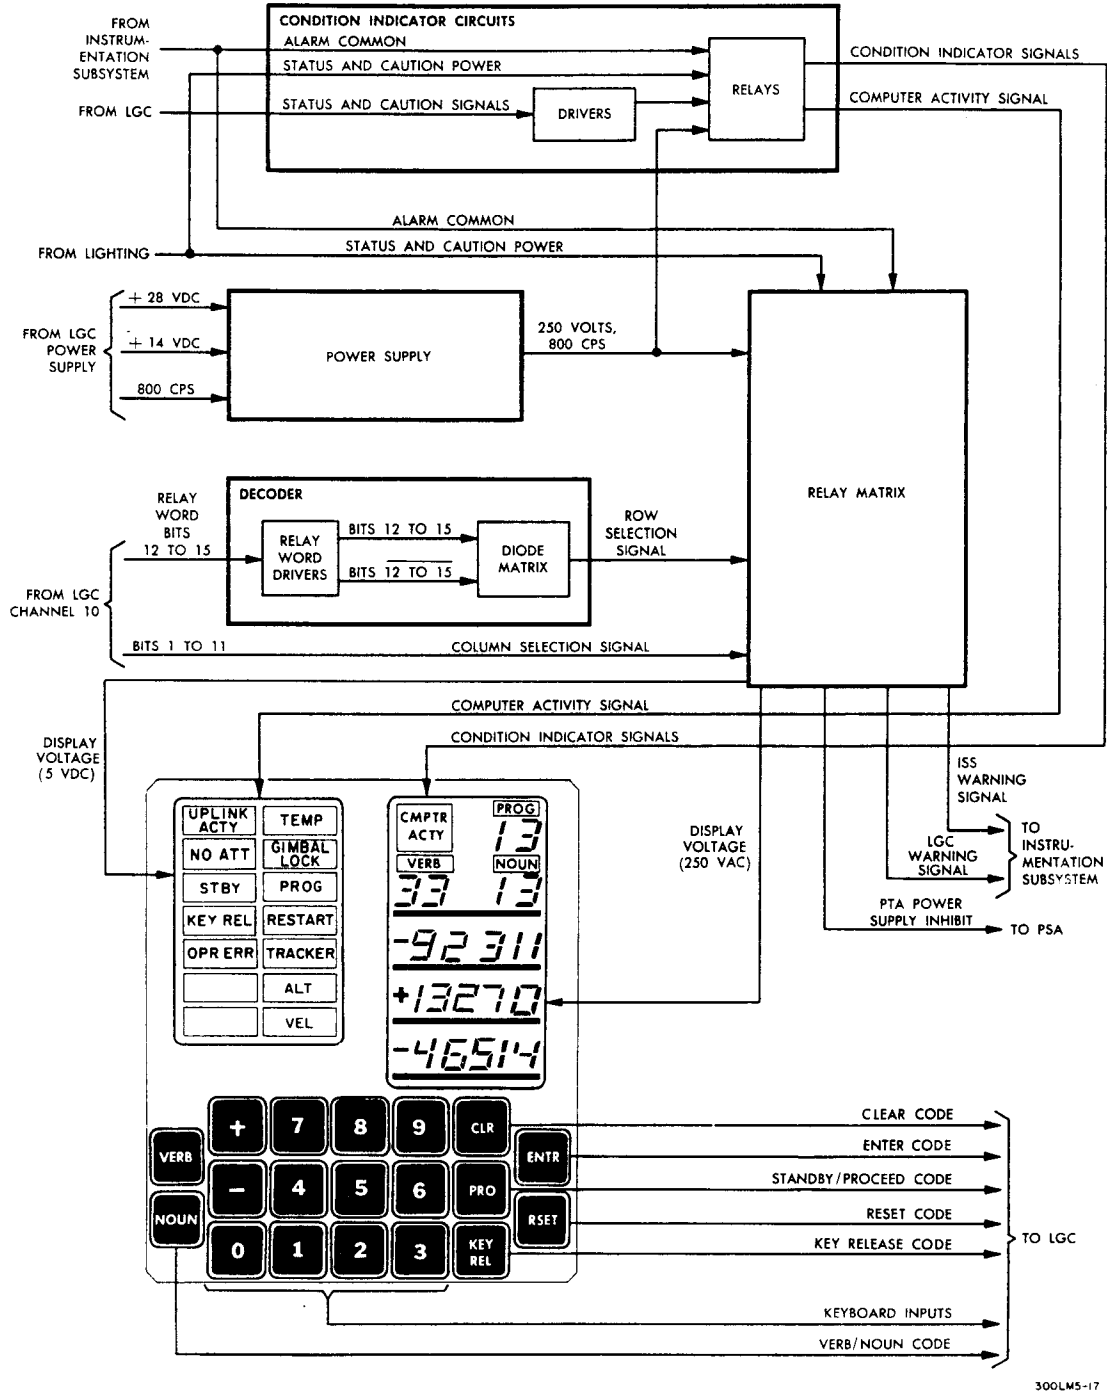 CONDITION INDICATOR CIRCUITS
FROM
INSTRUM-
ENTATION
SUBSYSTEM
ALARM COMMON
STATUS AND CAUTION POWER
FROM LGC
STATUS AND CAUTION SIGNALS
DRIVERS
RELAYS
CONDITION INDICATOR SIGNALS
COMPUTER ACTIVITY SIGNAL
ALARM COMMON
FROM LIGHTING
STATUS AND CAUTION POWER
FROM LGC
POWER
SUPPLY
+ 28 VDC
+ 14 VDC
800 CPS
POWER SUPPLY
250 VOLTS,
800 CPS
RELAY MATRIX
DECODER
RELAY
WORD
BITS
12 TO 15
RELAY
WORD
DRIVERS
BITS 12 TO 15
BITS 12 TO 15
DIODE
MATRIX
ROW
SELECTION
SIGNAL
FROM LGC
CHANNEL 10
BITS 1 TO 11
COLUMN SELECTION SIGNAL
COMPUTER ACTIVITY SIGNAL
CONDITION INDICATOR SIGNALS
DISPLAY
VOLTAGE
(5 VDC)
DISPLAY
VOLTAGE
(250 VAC)
ISS
WARNING
SIGNAL
LGC
WARNING
SIGNAL
TO
INSTRU-
MENTATION
SUBSYSTEM
PTA POWER
SUPPLY INHIBIT
TO PSA
UPLINK
ACTY
TEMP
NO ATT
GIMBAL
LOCK
STBY
PROG
KEY REL
RESTART
OPR ERR
TRACKER
ALT
VEL
CMPTR
ACTY
PROG
13
VERB
NOUN
33
13
-92311
+13270
-46514
VERB
NOUN
+
7
8
9
CLR
-
4
5
6
PRO
0
1
2
3
KEY
REL
ENTR
RSET
CLEAR CODE
ENTER CODE
STANDBY/PROCEED CODE
RESET CODE
KEY RELEASE CODE
TO LGC
KEYBOARD INPUTS
VERB/NOUN CODE
300LM5-17